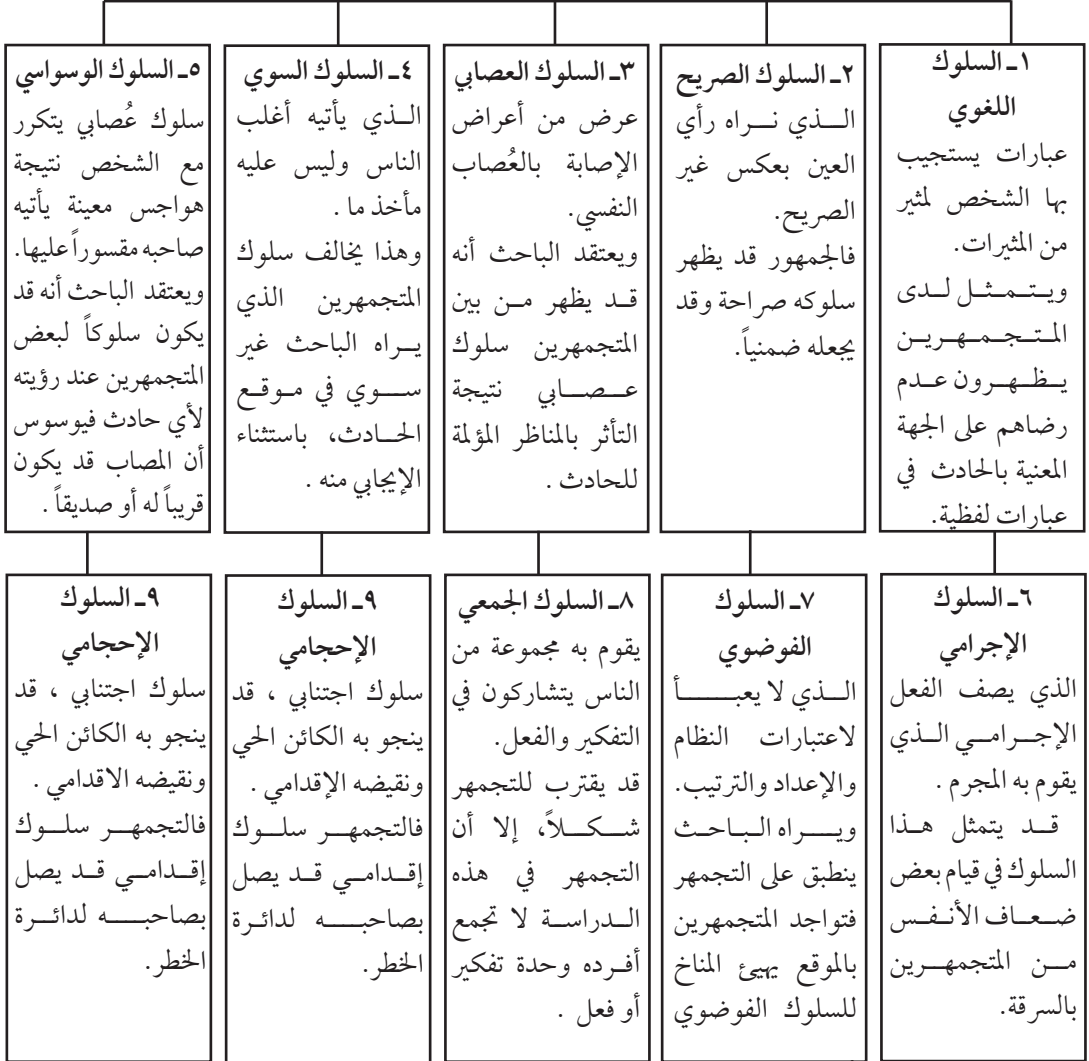 ١ـ السلوك
اللغوي
عبارات يستجيب
بها الشخص لمثير
من المثيرات.
ويتمثل لدى
المتجمهرين
يظهرون عدم
رضاهم على الجهة
المعنية بالحادث في
عبارات لفظية.
٢ـ السلوك الصريح
الذي نراه رأي
العين بعكس غير
الصريح.
فالجمهور قد يظهر
سلوكه صراحة وقد
يجعله ضمنياً.
٣ـ السلوك العصابي
عرض من أعراض
الإصابة بالعُصاب
النفسي.
ويعتقد الباحث أنه
قد يظهر من بين
المتجمهرين سلوك
عصابي نتيجة
التأثر بالمناظر المؤلمة
للحادث .
٤ـ السلوك السوي
الذي يأتيه أغلب
الناس وليس عليه
مأخذ ما .
وهذا يخالف سلوك
المتجمهرين الذي
يراه الباحث غير
سوي في موقع
الحادث، باستثناء
الإيجابي منه .
٥ـ السلوك الوسواسي
سلوك عُصابي يتكرر
مع الشخص نتيجة
هواجس معينة يأتيه
صاحبه مقسوراً عليها.
ويعتقد الباحث أنه قد
يكون سلوكاً لبعض
المتجمهرين عند رؤيته
لأي حادث فيوسوس
أن المصاب قد يكون
قريباً له أو صديقاً .
٦ـ السلوك
الإجرامي
الذي يصف الفعل
الإجرامي الذي
يقوم به المجرم .
قد يتمثل هذا
السلوك في قيام بعض
ضعاف الأنفس
من المتجمهرين
بالسرقة.
٧ـ السلوك
الفوضوي
الذي لا يعبأ
لاعتبارات النظام
والإعداد والترتيب.
ويراه الباحث
ينطبق على التجمهر
فتواجد المتجمهرين
بالموقع يهيئ المناخ
للسلوك الفوضوي
٨ـ السلوك الجمعي
يقوم به مجموعة من
الناس يتشاركون في
التفكير والفعل.
قد يقترب للتجمهر
شكلاً، إلا أن
التجمهر في هذه
الدراسة لا تجمع
أفرده وحدة تفكير
أو فعل .
٩ـ السلوك
الإحجامي
سلوك اجتنابي ، قد
ينجو به الكائن الحي
ونقيضه الإقدامي .
فالتجمهر سلوك
إقدامي قد يصل
بصاحبه لدائرة
الخطر.
٩ـ السلوك
الإحجامي
سلوك اجتنابي ، قد
ينجو به الكائن الحي
ونقيضه الاقدامي .
فالتجمهر سلوك
إقدامي قد يصل
بصاحبه لدائرة
الخطر.